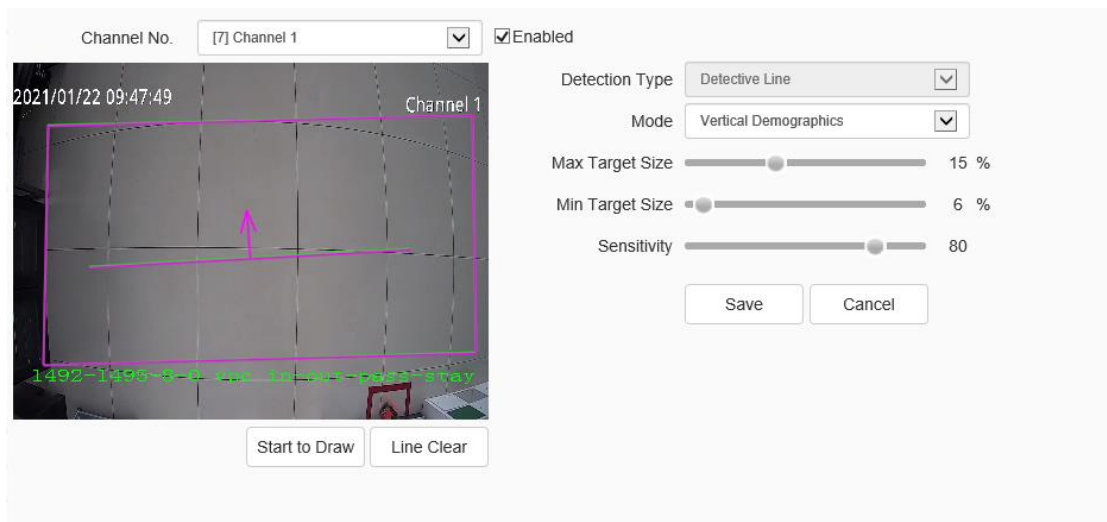 Channel No.
[7] Channel 1
Enabled
2021/01/22 09:47:49
Channel 1
1492-1495-3-0 vpc in-out-pass-stay
Start to Draw
Line Clear
Detection Type
Detective Line
Mode
Vertical Demographics
Max Target Size
15 %
Min Target Size
6 %
Sensitivity
80
Save
Cancel